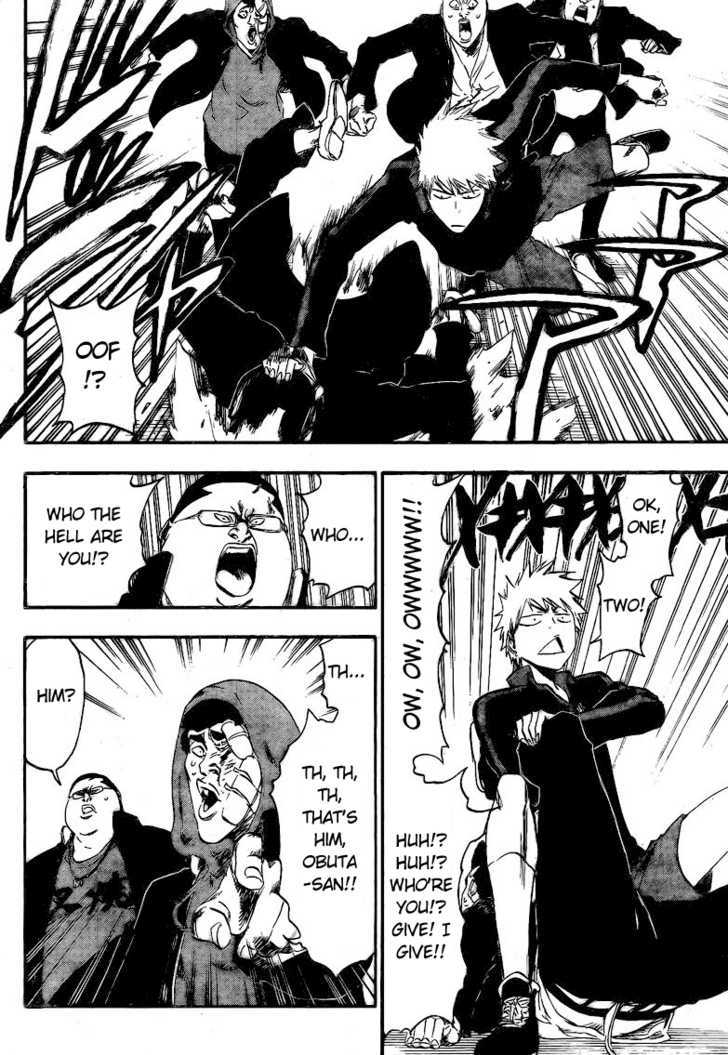 OOF
!?
OK,
ONE!
TWO!
OW, OW, OWWWWWW!!
HUH!?
HUH!?
WHO'RE
YOU!?
GIVE! I
GIVE!!
WHO...
WHO THE
HELL ARE
YOU!?
TH...
TH, TH,
TH,
THAT'S
HIM,
OBUTA
-SAN!!
HIM?